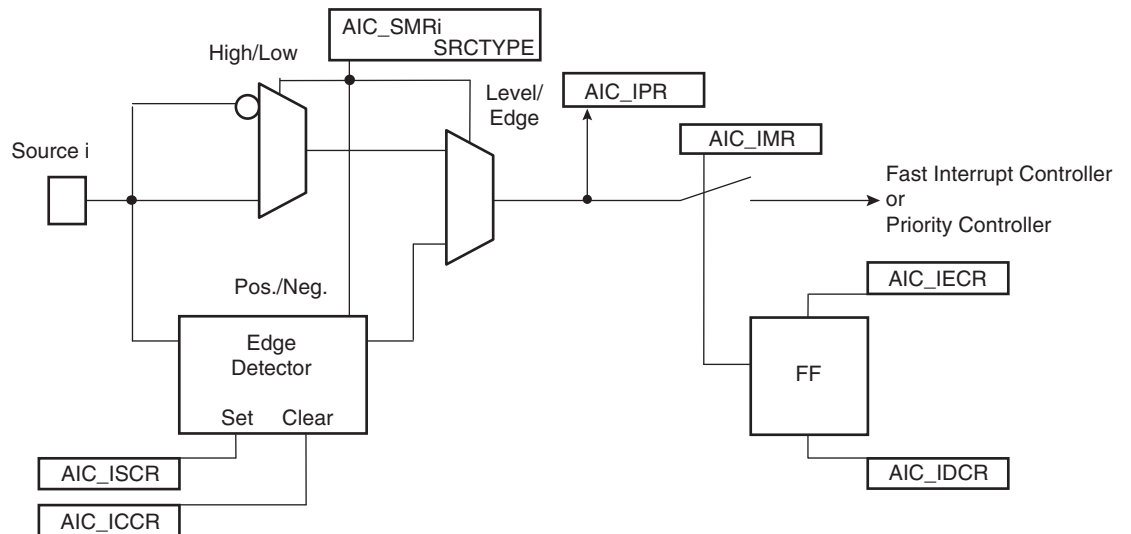 AIC_SMRi
SRCTYPE
High/Low
Level/
Edge
AIC_IPR
AIC_IMR
Source i
Fast Interrupt Controller
or
Priority Controller
Pos./Neg.
AIC_IECR
Edge
Detector
FF
Set Clear
AIC_ISCR
AIC_IDCR
AIC_ICCR